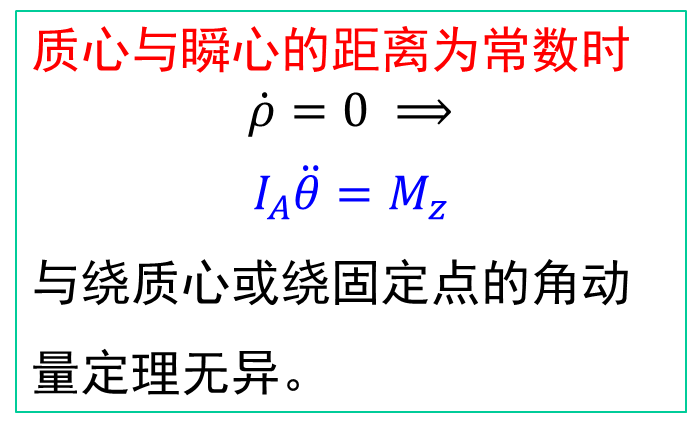 质心与瞬心的距离为常数时
ρ̇ = 0 ⟹
I_A θ̈ = M_z
与绕质心或绕固定点的角动
量定理无异。